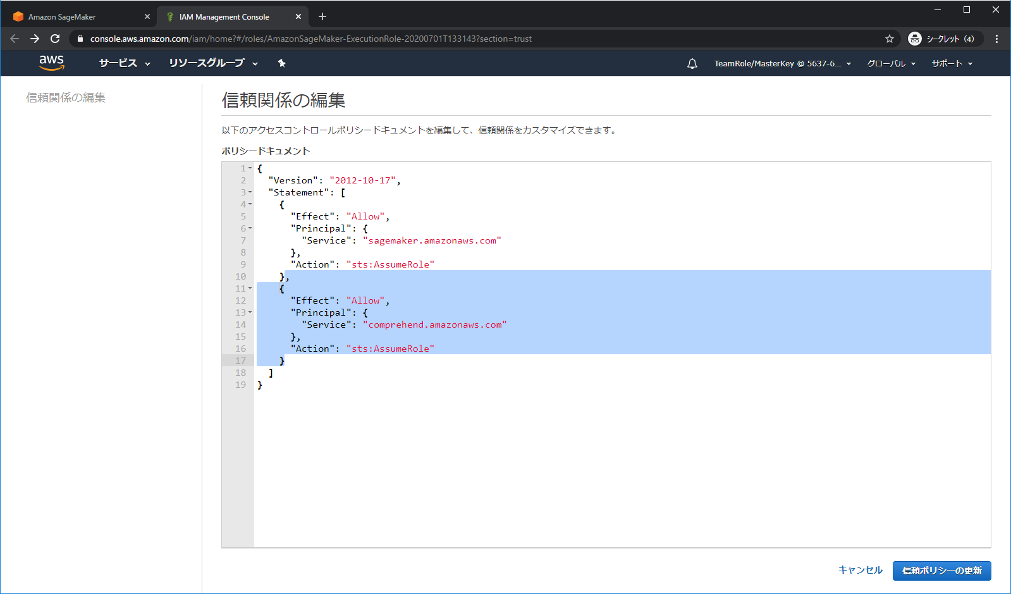 Amazon SageMaker
IAM Management Console
console.aws.amazon.com/iam/home?#/roles/AmazonSageMaker-ExecutionRole-20200701T133143?section=trust
シークレット (4)
aws
サービス
リソースグループ
TeamRole/MasterKey @ 5637-6...
グローバル
サポート
信頼関係の編集
信頼関係の編集
以下のアクセスコントロールポリシードキュメントを編集して、信頼関係をカスタマイズできます。
ポリシードキュメント
1 {
2 "Version": "2012-10-17",
3 "Statement": [
4 {
5 "Effect": "Allow",
6 "Principal": {
7 "Service": "sagemaker.amazonaws.com"
8 },
9 "Action": "sts:AssumeRole"
10 },
11 {
12 "Effect": "Allow",
13 "Principal": {
14 "Service": "comprehend.amazonaws.com"
15 },
16 "Action": "sts:AssumeRole"
17 }
18 ]
19 }
キャンセル
信頼ポリシーの更新